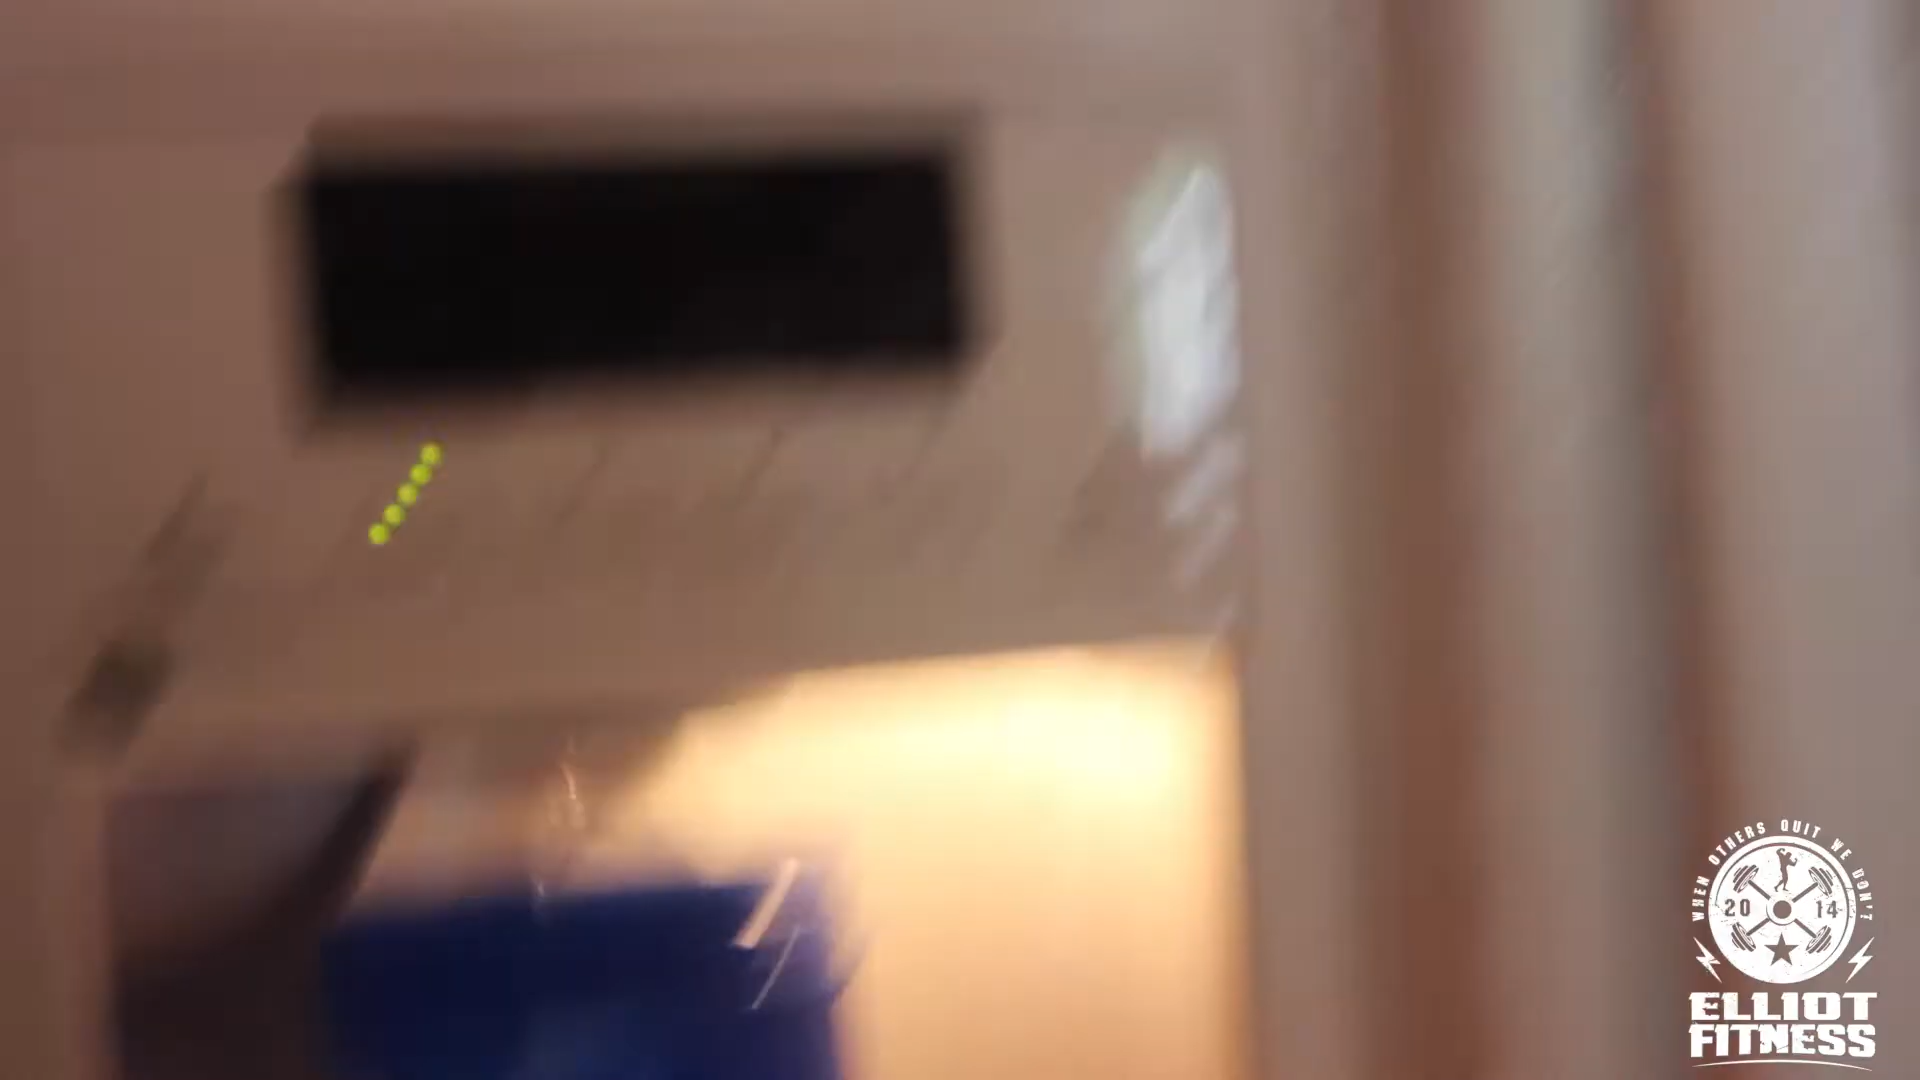 WHEN OTHERS QUIT WE DON'T
20 14
ELLIOT
FITNESS